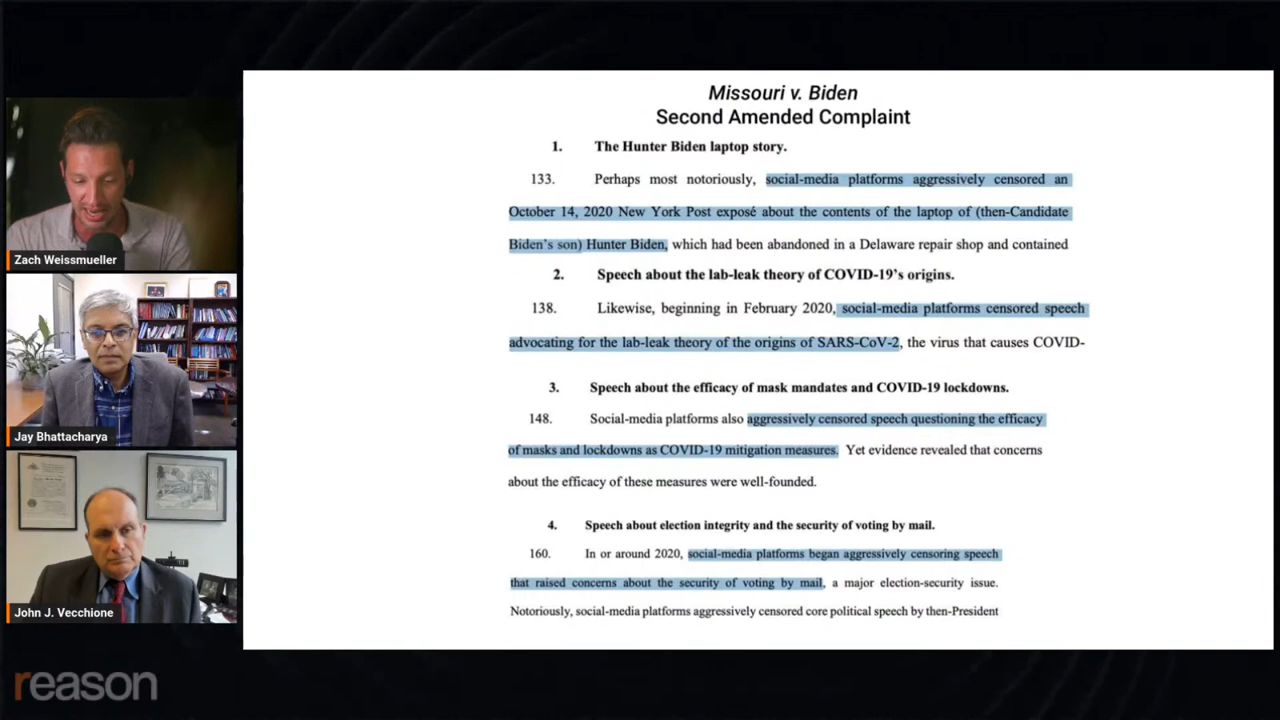 Missouri v. Biden
Second Amended Complaint
1. The Hunter Biden laptop story.
133. Perhaps most notoriously, social-media platforms aggressively censored an
October 14, 2020 New York Post exposé about the contents of the laptop of (then-Candidate
Biden's son) Hunter Biden, which had been abandoned in a Delaware repair shop and contained
2. Speech about the lab-leak theory of COVID-19's origins.
138. Likewise, beginning in February 2020, social-media platforms censored speech
advocating for the lab-leak theory of the origins of SARS-CoV-2, the virus that causes COVID-
3. Speech about the efficacy of mask mandates and COVID-19 lockdowns.
148. Social-media platforms also aggressively censored speech questioning the efficacy
of masks and lockdowns as COVID-19 mitigation measures. Yet evidence revealed that concerns
about the efficacy of these measures were well-founded.
4. Speech about election integrity and the security of voting by mail.
160. In or around 2020, social-media platforms began aggressively censoring speech
that raised concerns about the security of voting by mail, a major election-security issue.
Notoriously, social-media platforms aggressively censored core political speech by then-President
Zach Weissmueller
Jay Bhattacharya
John J. Vecchione
reason